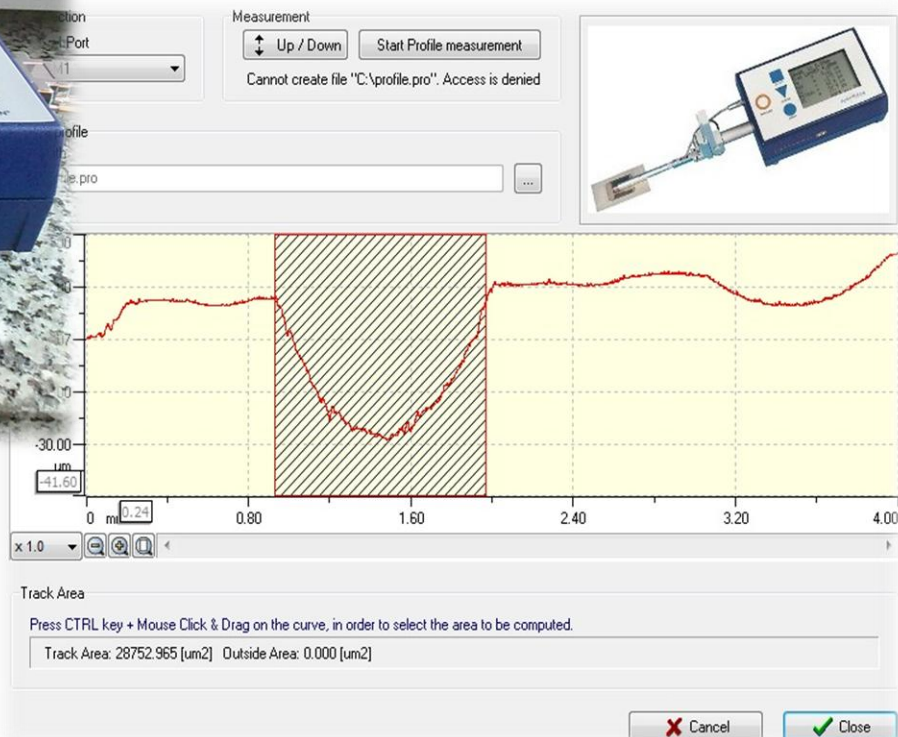 Measurement
Port
Up / Down
Start Profile measurement
Cannot create file "C:\profile.pro". Access is denied
...
-30.00
um
-41.60
0
0.24
0.80
1.60
2.40
3.20
4.00
x 1.0
Track Area
Press CTRL key + Mouse Click & Drag on the curve, in order to select the area to be computed.
Track Area: 28752.965 [um2] Outside Area: 0.000 [um2]
Cancel
Close